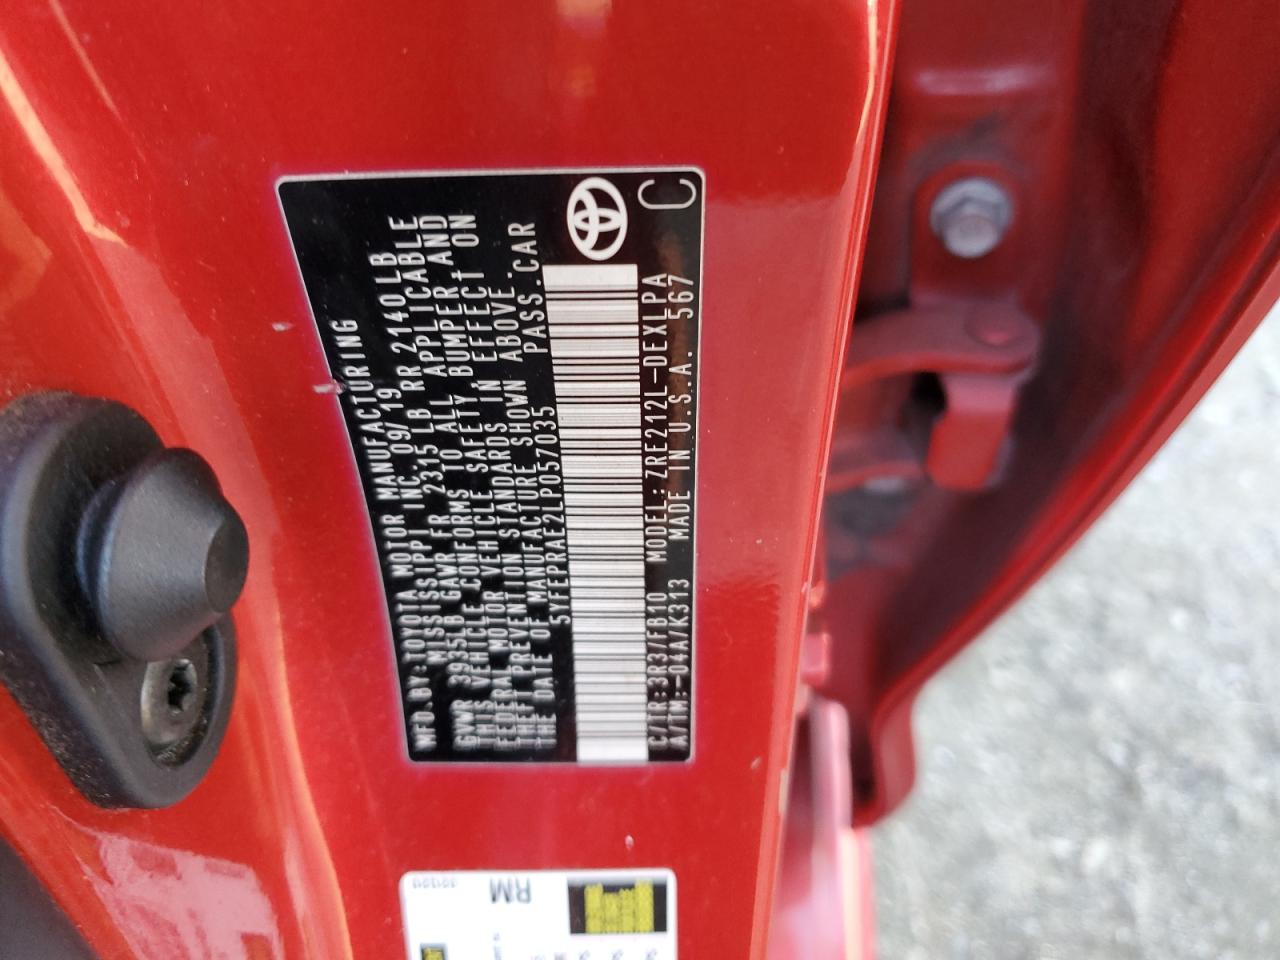 MFD.BY:TOYOTA MOTOR MANUFACTURING
MISSISSIPPI INC. 09/19
GVWR 3935LB GAWR FR 2315LB RR 2140LB
THIS VEHICLE CONFORMS TO ALL APPLICABLE
FEDERAL MOTOR VEHICLE SAFETY BUMPER, AND
THEFT PREVENTION STANDARDS IN EFFECT ON
THE DATE OF MANUFACTURE SHOWN ABOVE.
5YFEPRAE2LP057035 PASS.CAR
C/TR:3R3/FB10 MODEL:ZRE212L-DEXLPA
A/TM:-04A/K313 MADE IN U.S.A. 567
C
RM